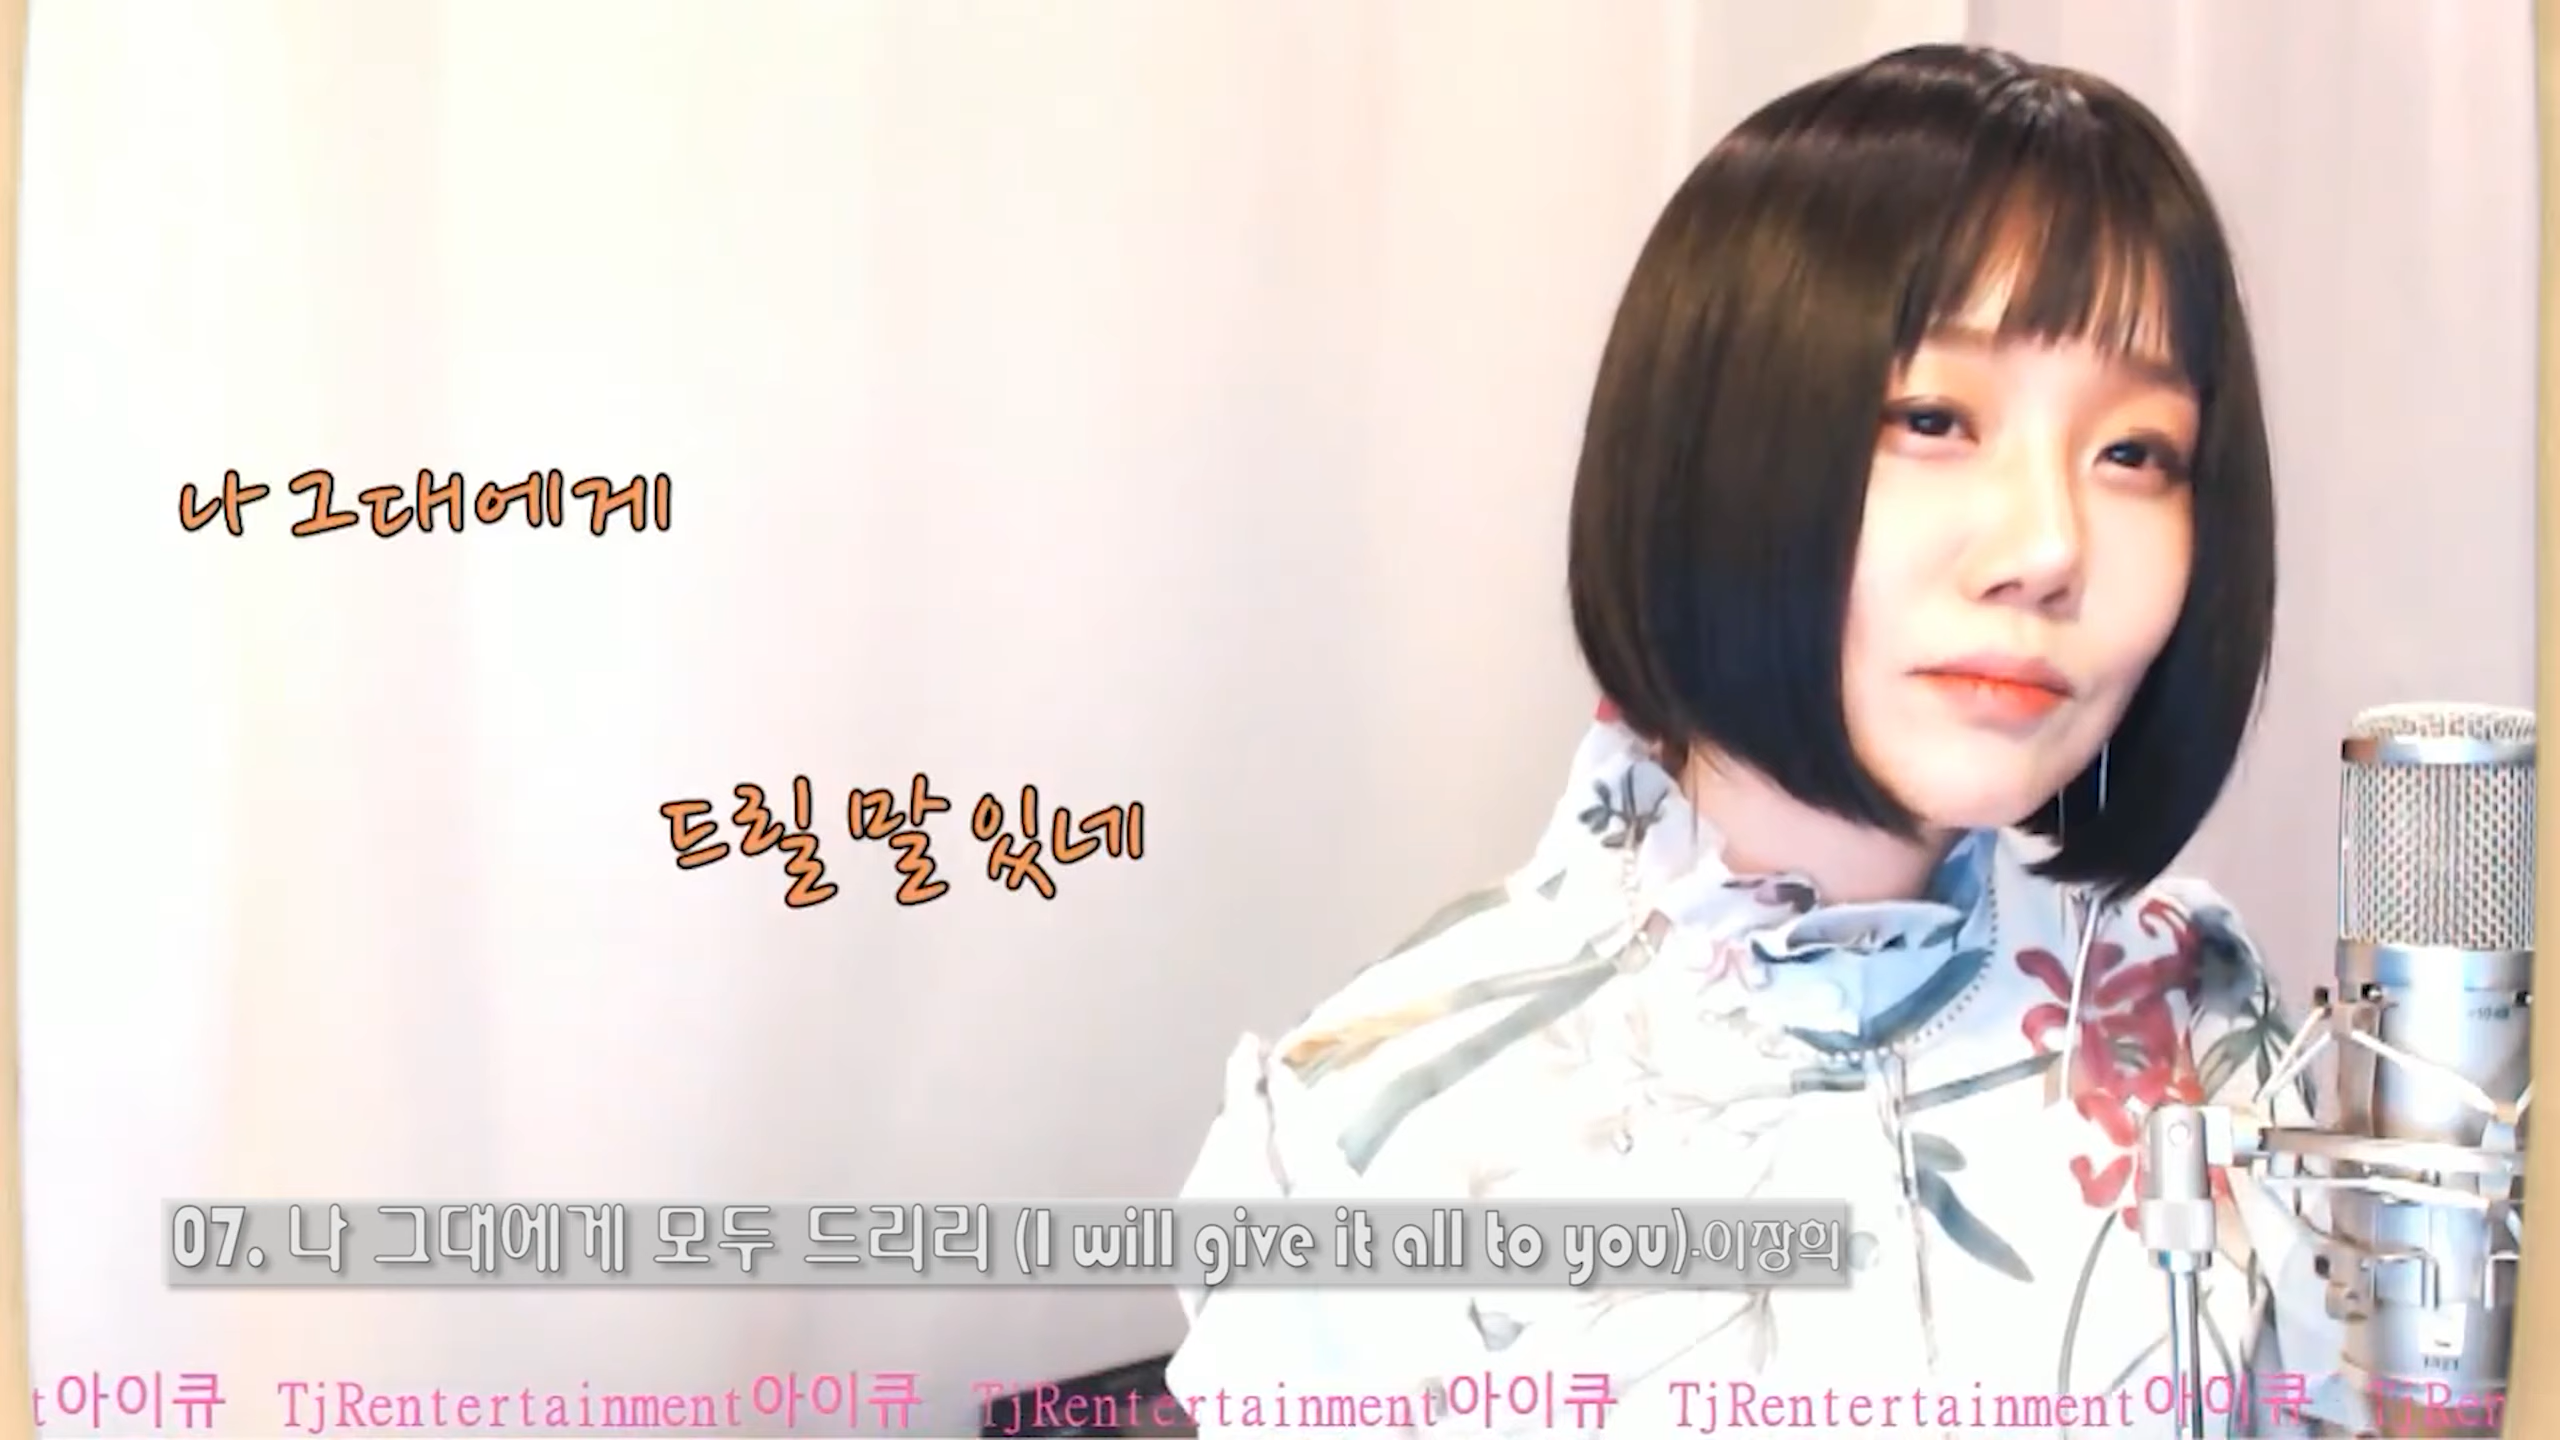 나 그대에게
드릴 말 있네
07. 나 그대에게 모두 드리리 (I will give it all to you)-이장희
t아이큐 TjRentertainment아이큐 TjRentertainment아이큐 TjRentertainment아이큐 TjRen